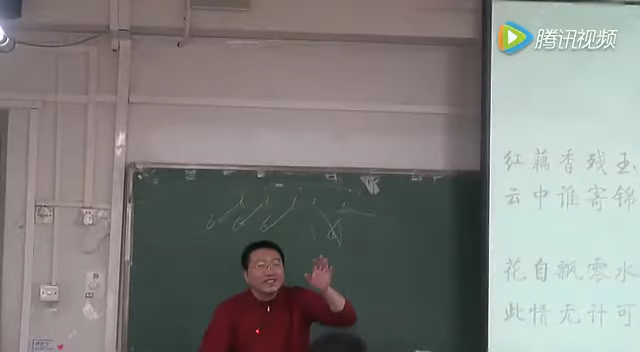 腾讯视频
红藕香残玉
云中谁寄锦
花自飘零水
此情无计可